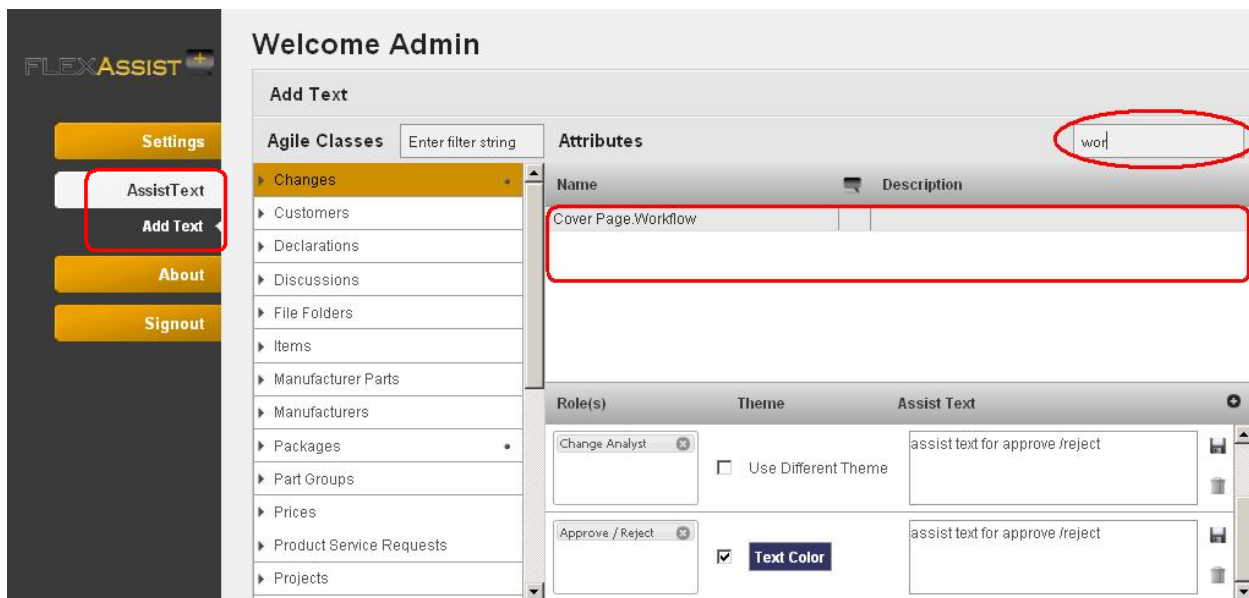 FLEXASSIST
Settings
AssistText
Add Text
About
Signout
Welcome Admin
Add Text
Agile Classes
Enter filter string
Changes
Customers
Declarations
Discussions
File Folders
Items
Manufacturer Parts
Manufacturers
Packages
Part Groups
Prices
Product Service Requests
Projects
Attributes
wor
Name Description
Cover Page.Workflow
Role(s) Theme Assist Text
Change Analyst
Use Different Theme
assist text for approve /reject
Approve / Reject
Text Color
assist text for approve /reject